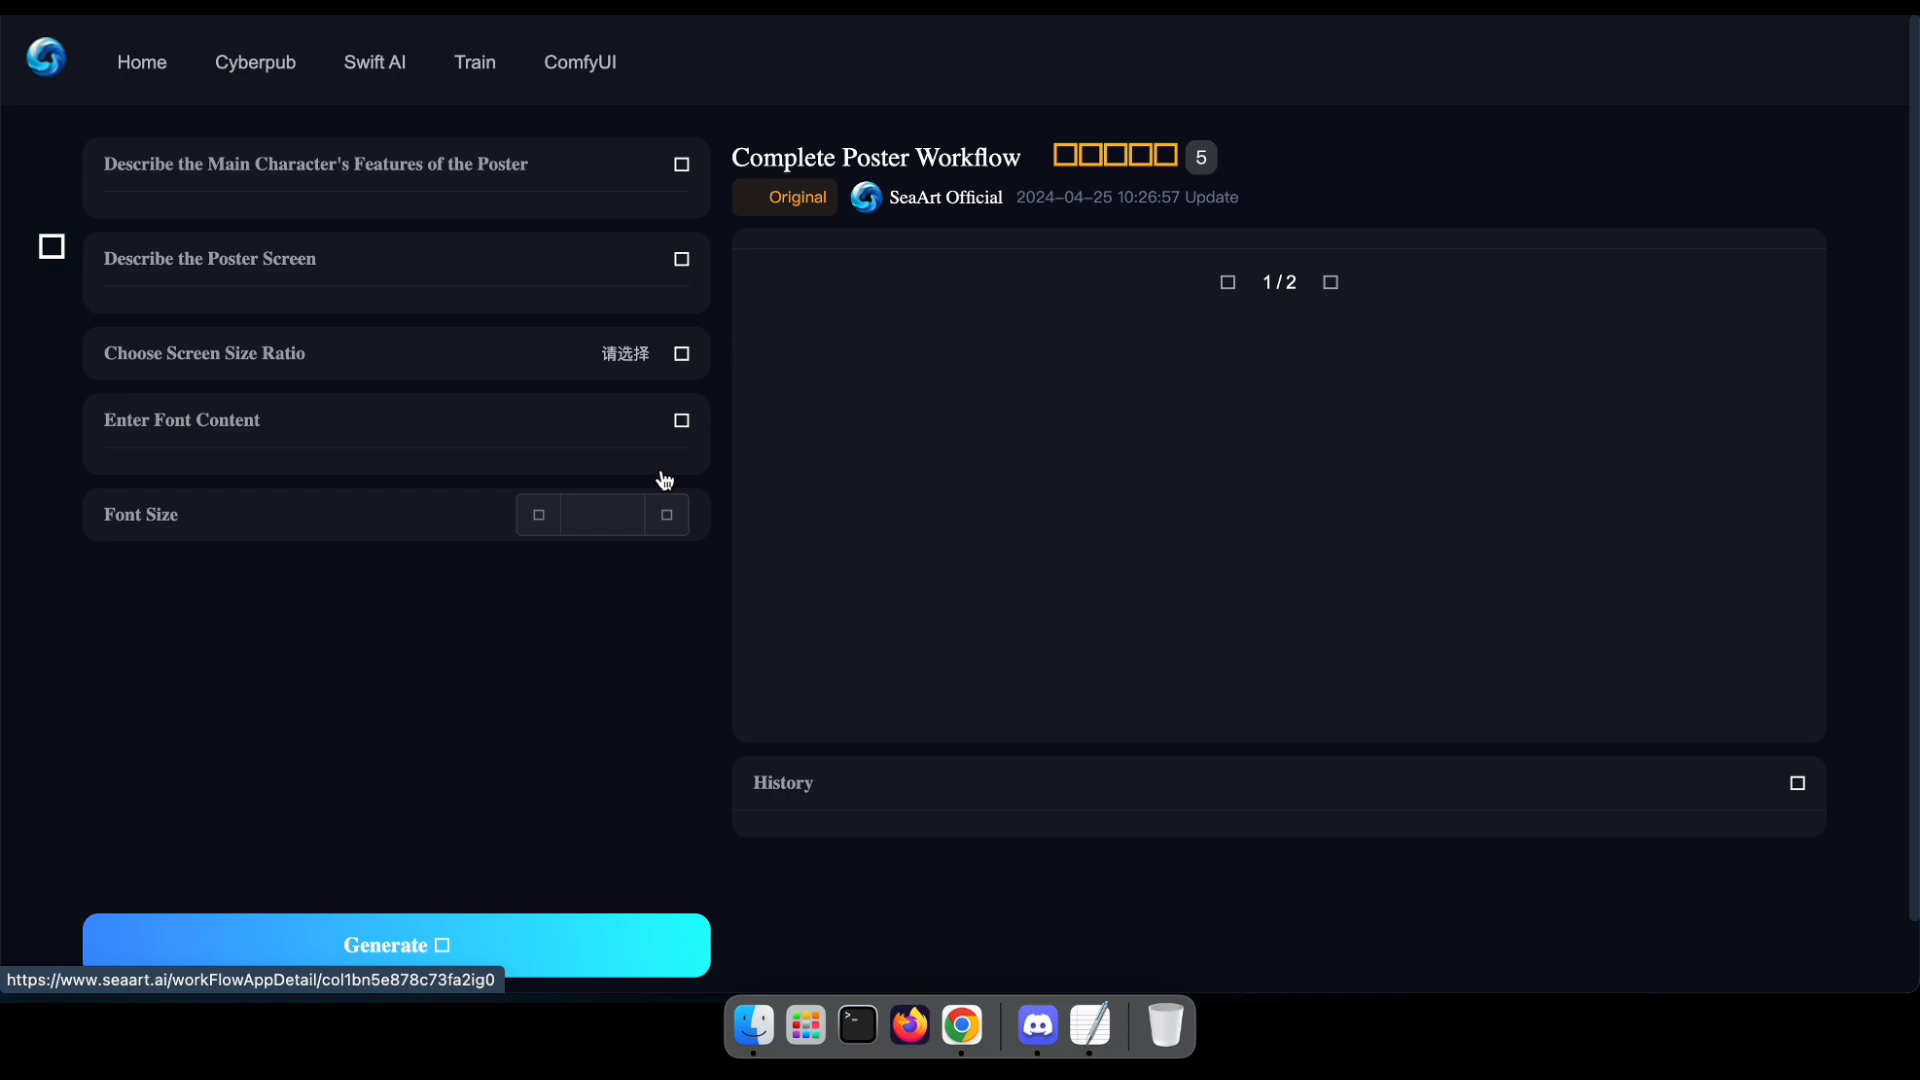 Home Cyberpub Swift AI Train ComfyUI
Describe the Main Character's Features of the Poster
Describe the Poster Screen
Choose Screen Size Ratio 请选择
Enter Font Content
Font Size
Generate
https://www.seaart.ai/workFlowAppDetail/col1bn5e878c73fa2ig0
Complete Poster Workflow 5
Original SeaArt Official 2024-04-25 10:26:57 Update
1 / 2
History